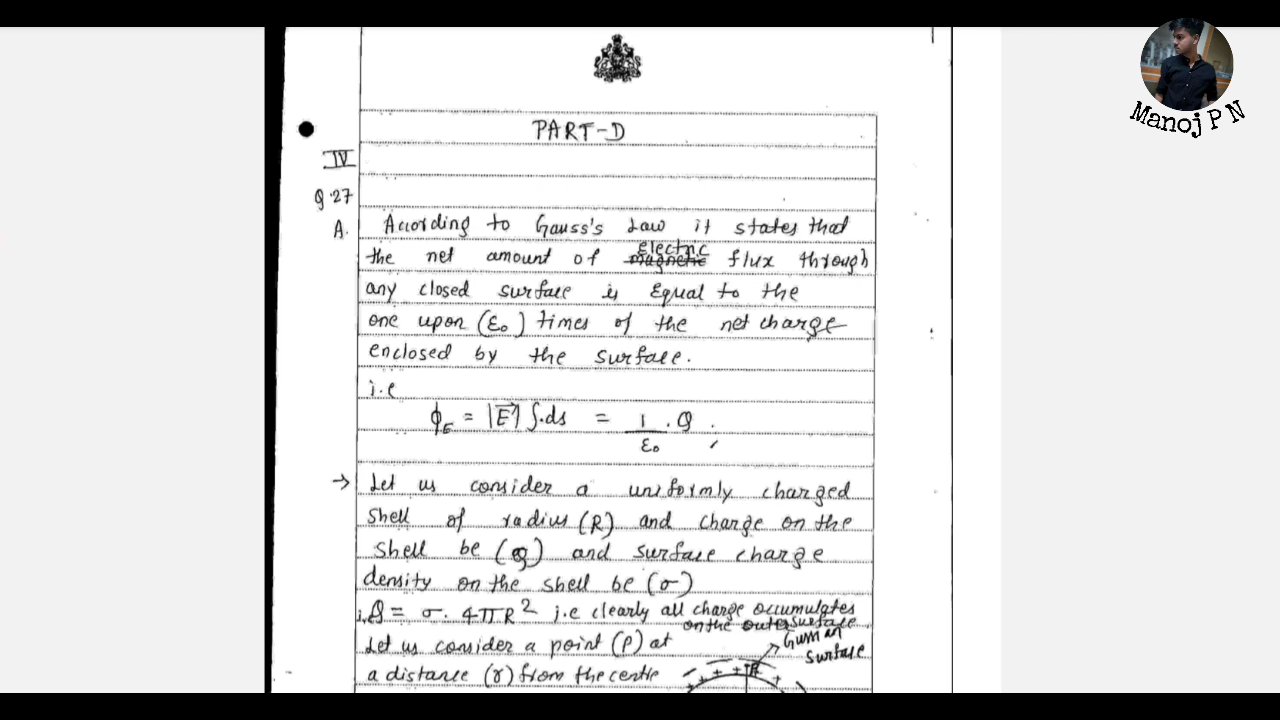 Manoj P N
PART-D
IV
Q.27
A. According to Gauss's Law it states that
the net amount of electric flux through
any closed surface is Equal to the
one upon (ε₀) times of the net charge
enclosed by the surface.
i.e
ϕE = |E⃗| ∫.ds = 1/ε₀ . Q ;
→ Let us consider a uniformly charged
shell of radius (R) and charge on the
shell be (q) and surface charge
density on the shell be (σ)
Q = σ. 4πR² i.e clearly all charge accumulates
on the outer surface
Let us consider a point (P) at
a distance (r) from the centre
surface